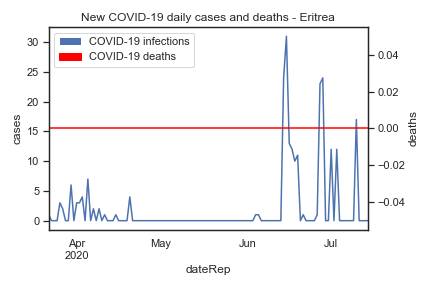 New COVID-19 daily cases and deaths - Eritrea
COVID-19 infections
COVID-19 deaths
30
25
20
15
10
5
0
cases
0.04
0.02
0.00
−0.02
−0.04
deaths
Apr
2020
May
Jun
Jul
dateRep